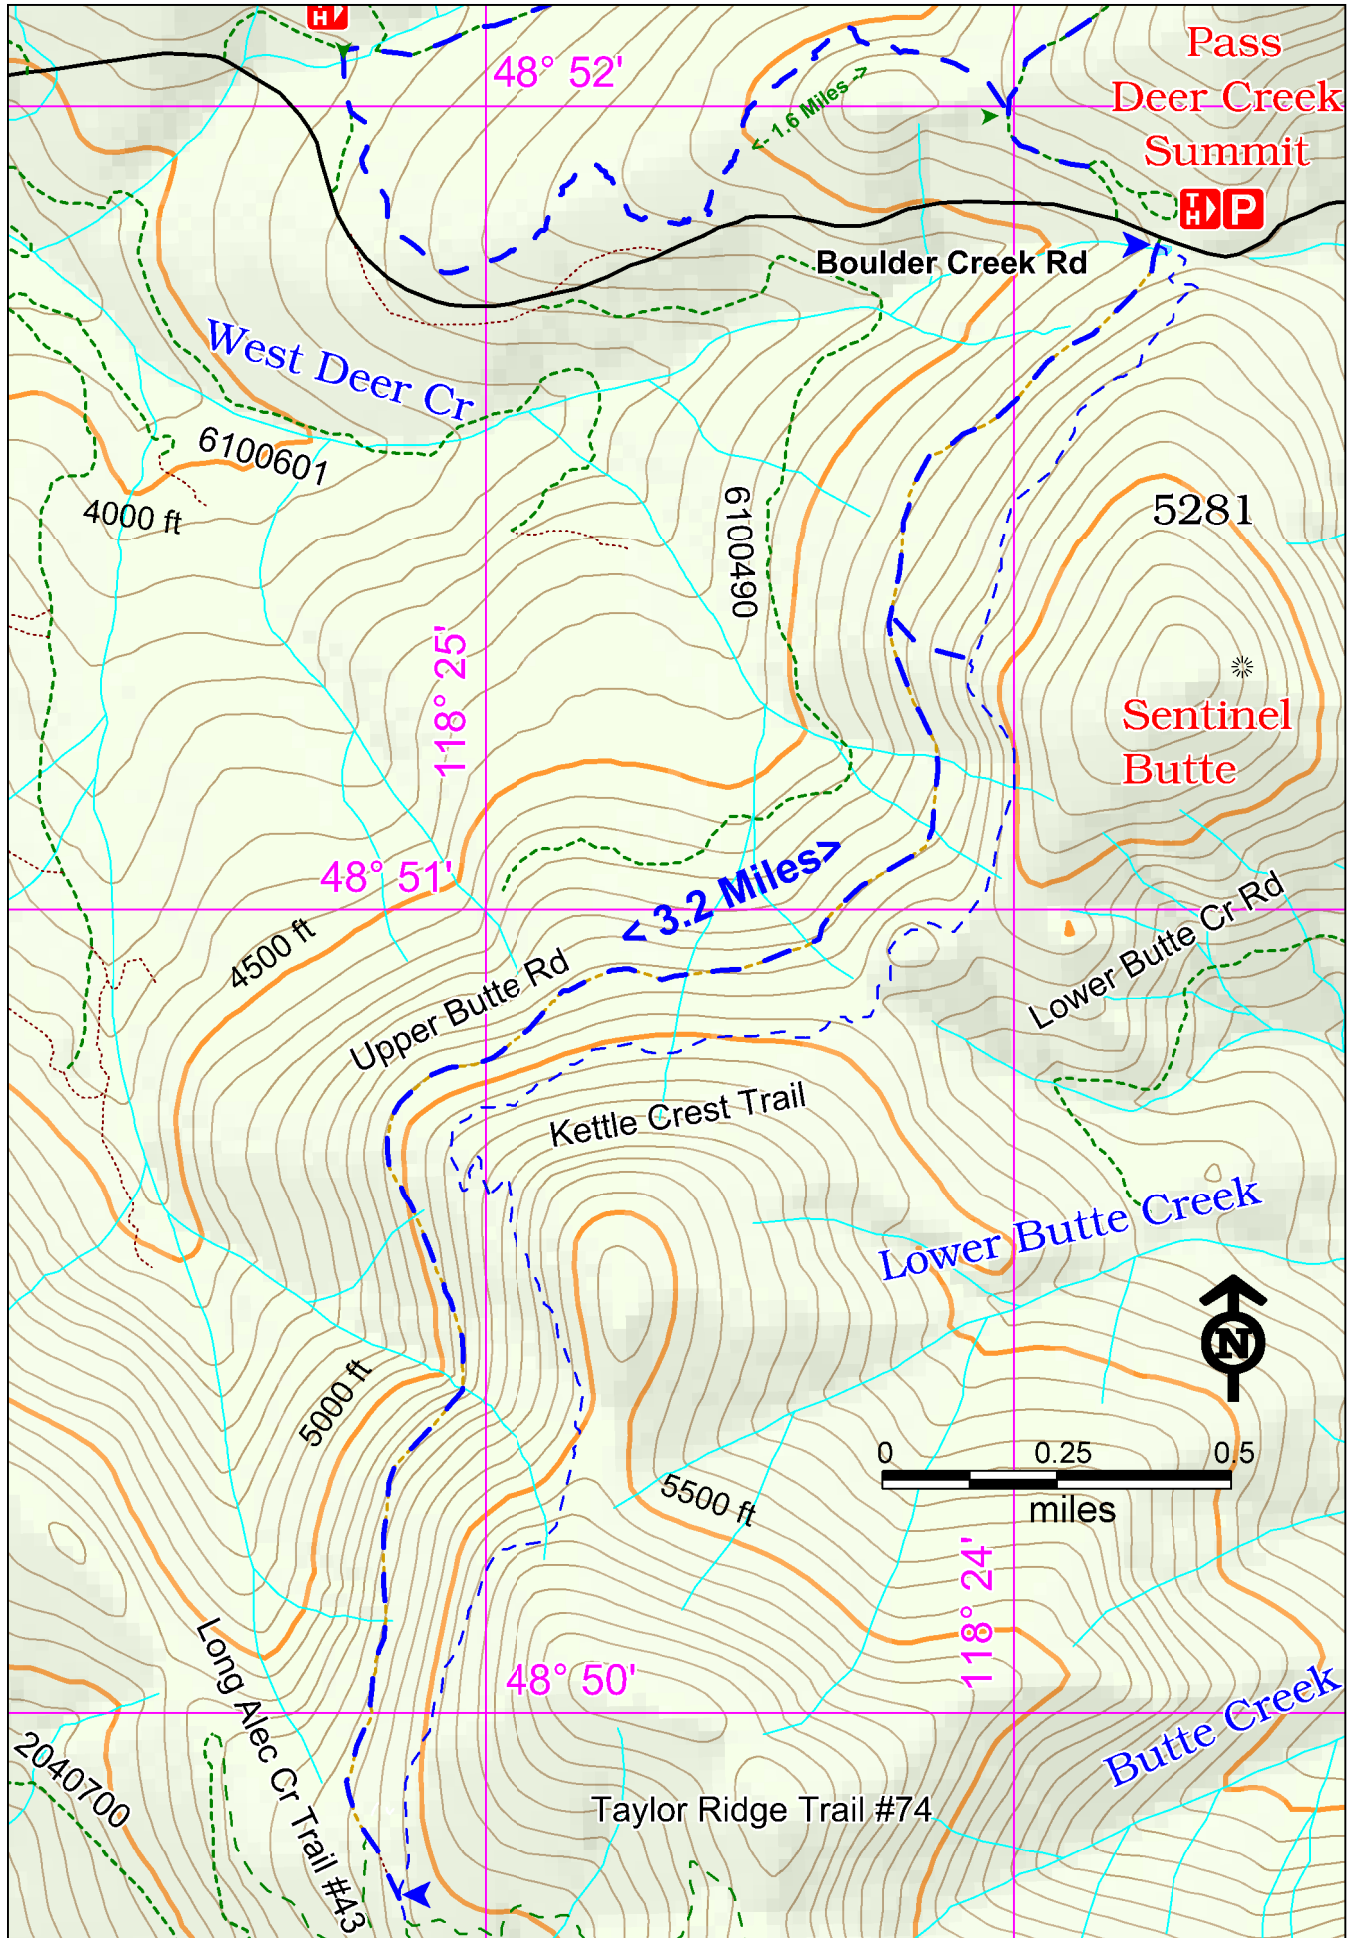 TH
48° 52'
<-1.6 Miles->
Pass
Deer Creek
Summit
TH P
Boulder Creek Rd
West Deer Cr
6100601
4000 ft
5281
6100490
118° 25'
Sentinel
Butte
48° 51'
< 3.2 Miles>
4500 ft
Upper Butte Rd
Lower Butte Cr Rd
Kettle Crest Trail
Lower Butte Creek
N
5000 ft
0 0.25 0.5
miles
5500 ft
118° 24'
Long Alec Cr Trail #43
48° 50'
Butte Creek
2040700
Taylor Ridge Trail #74